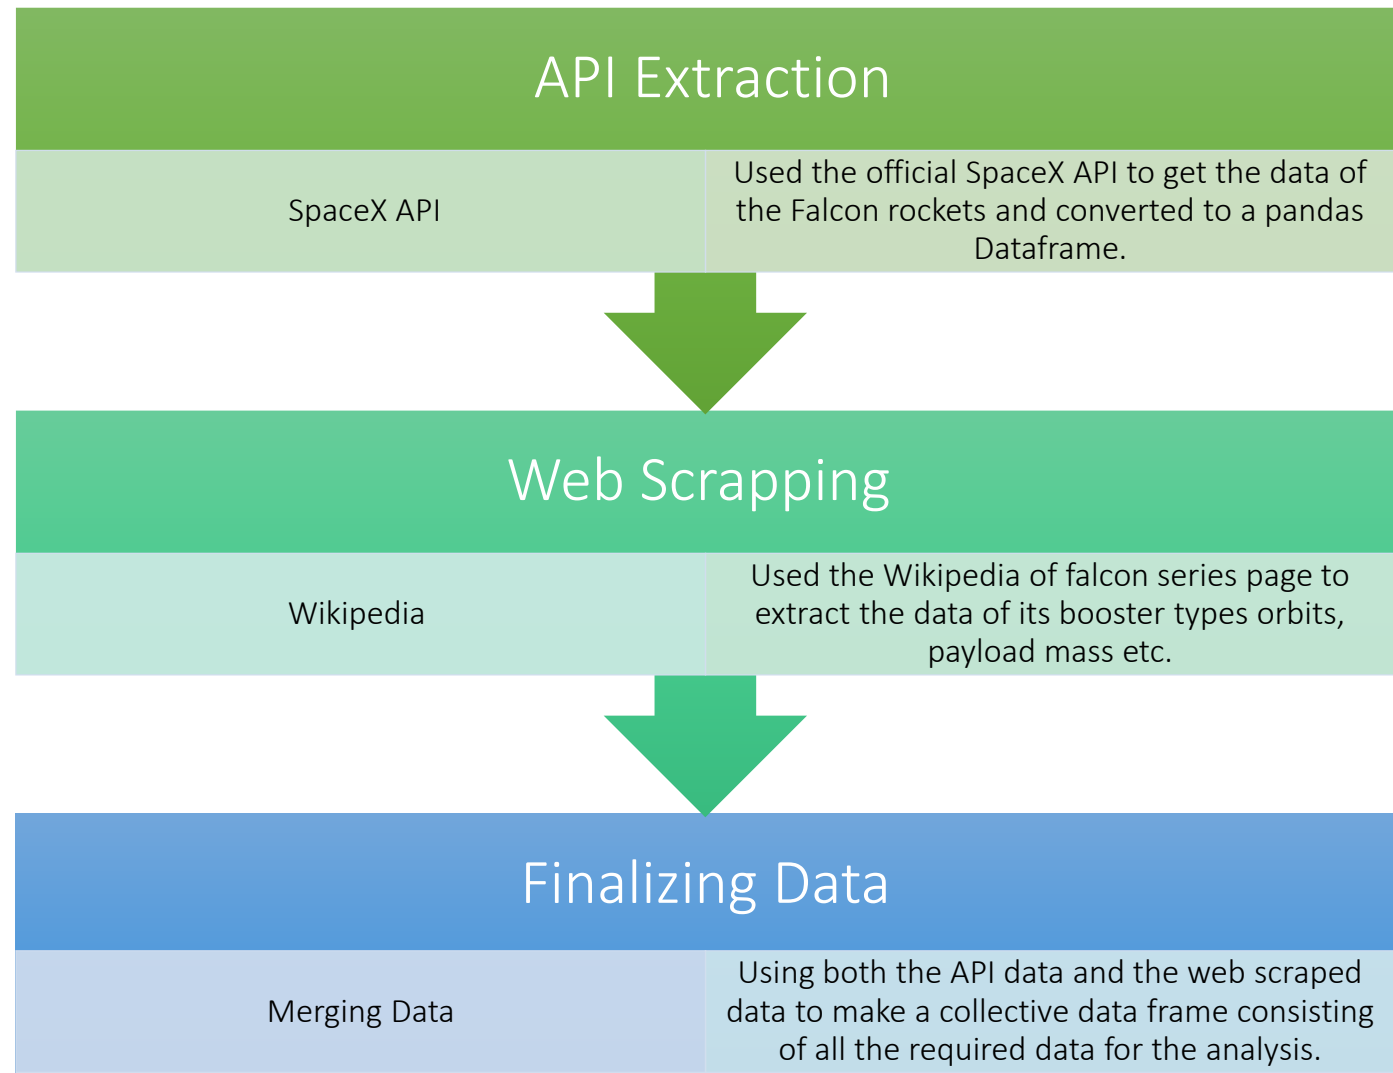 API Extraction
SpaceX API
Used the official SpaceX API to get the data of
the Falcon rockets and converted to a pandas
Dataframe.
Web Scrapping
Wikipedia
Used the Wikipedia of falcon series page to
extract the data of its booster types orbits,
payload mass etc.
Finalizing Data
Merging Data
Using both the API data and the web scraped
data to make a collective data frame consisting
of all the required data for the analysis.